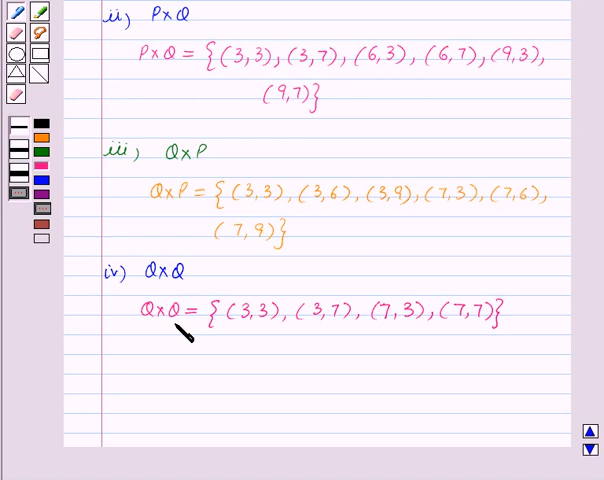 ii) P×Q
P×Q = {(3,3), (3,7), (6,3), (6,7), (9,3),
(9,7)}
iii) Q×P
Q×P = {(3,3), (3,6), (3,9), (7,3), (7,6),
(7,9)}
iv) Q×Q
Q×Q = {(3,3), (3,7), (7,3), (7,7)}